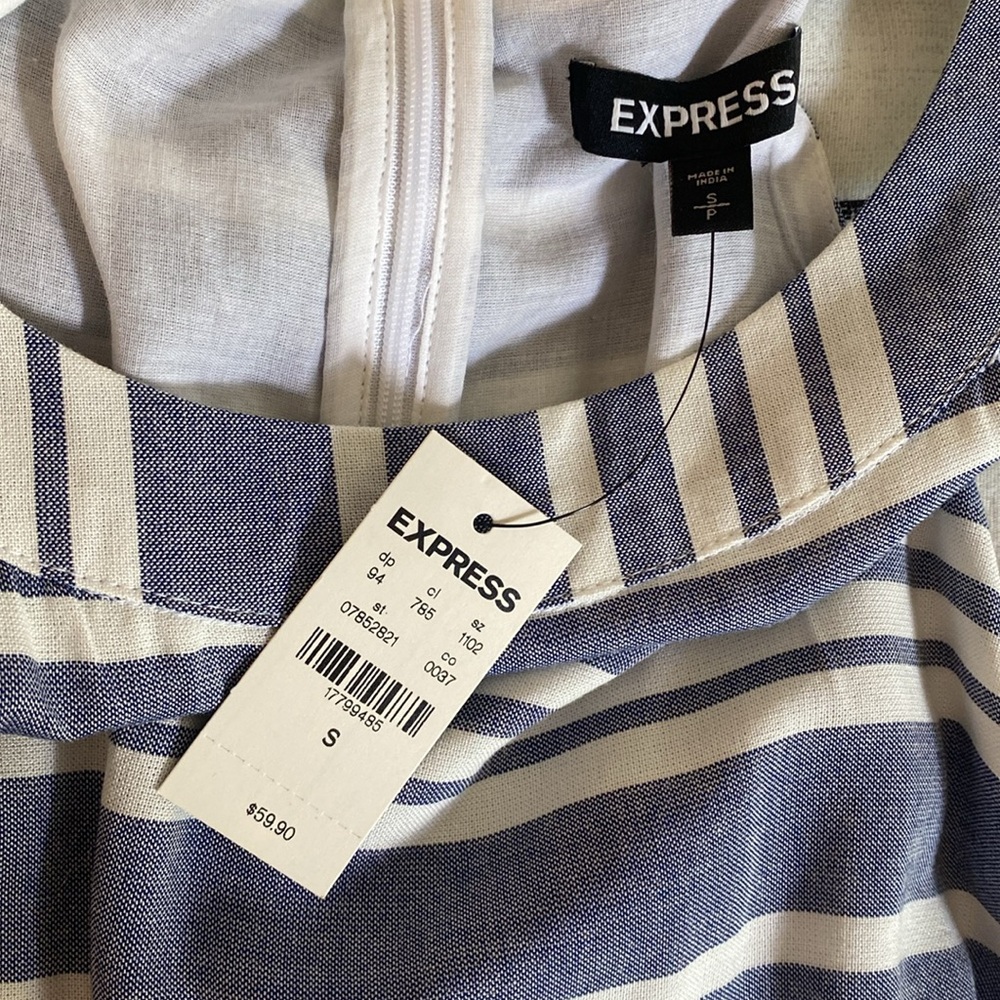 EXPRESS
MADE IN
INDIA
S
P
EXPRESS
dp cl sz
94 785 1102
st co
07852821 0037
17799485
S
$59.90